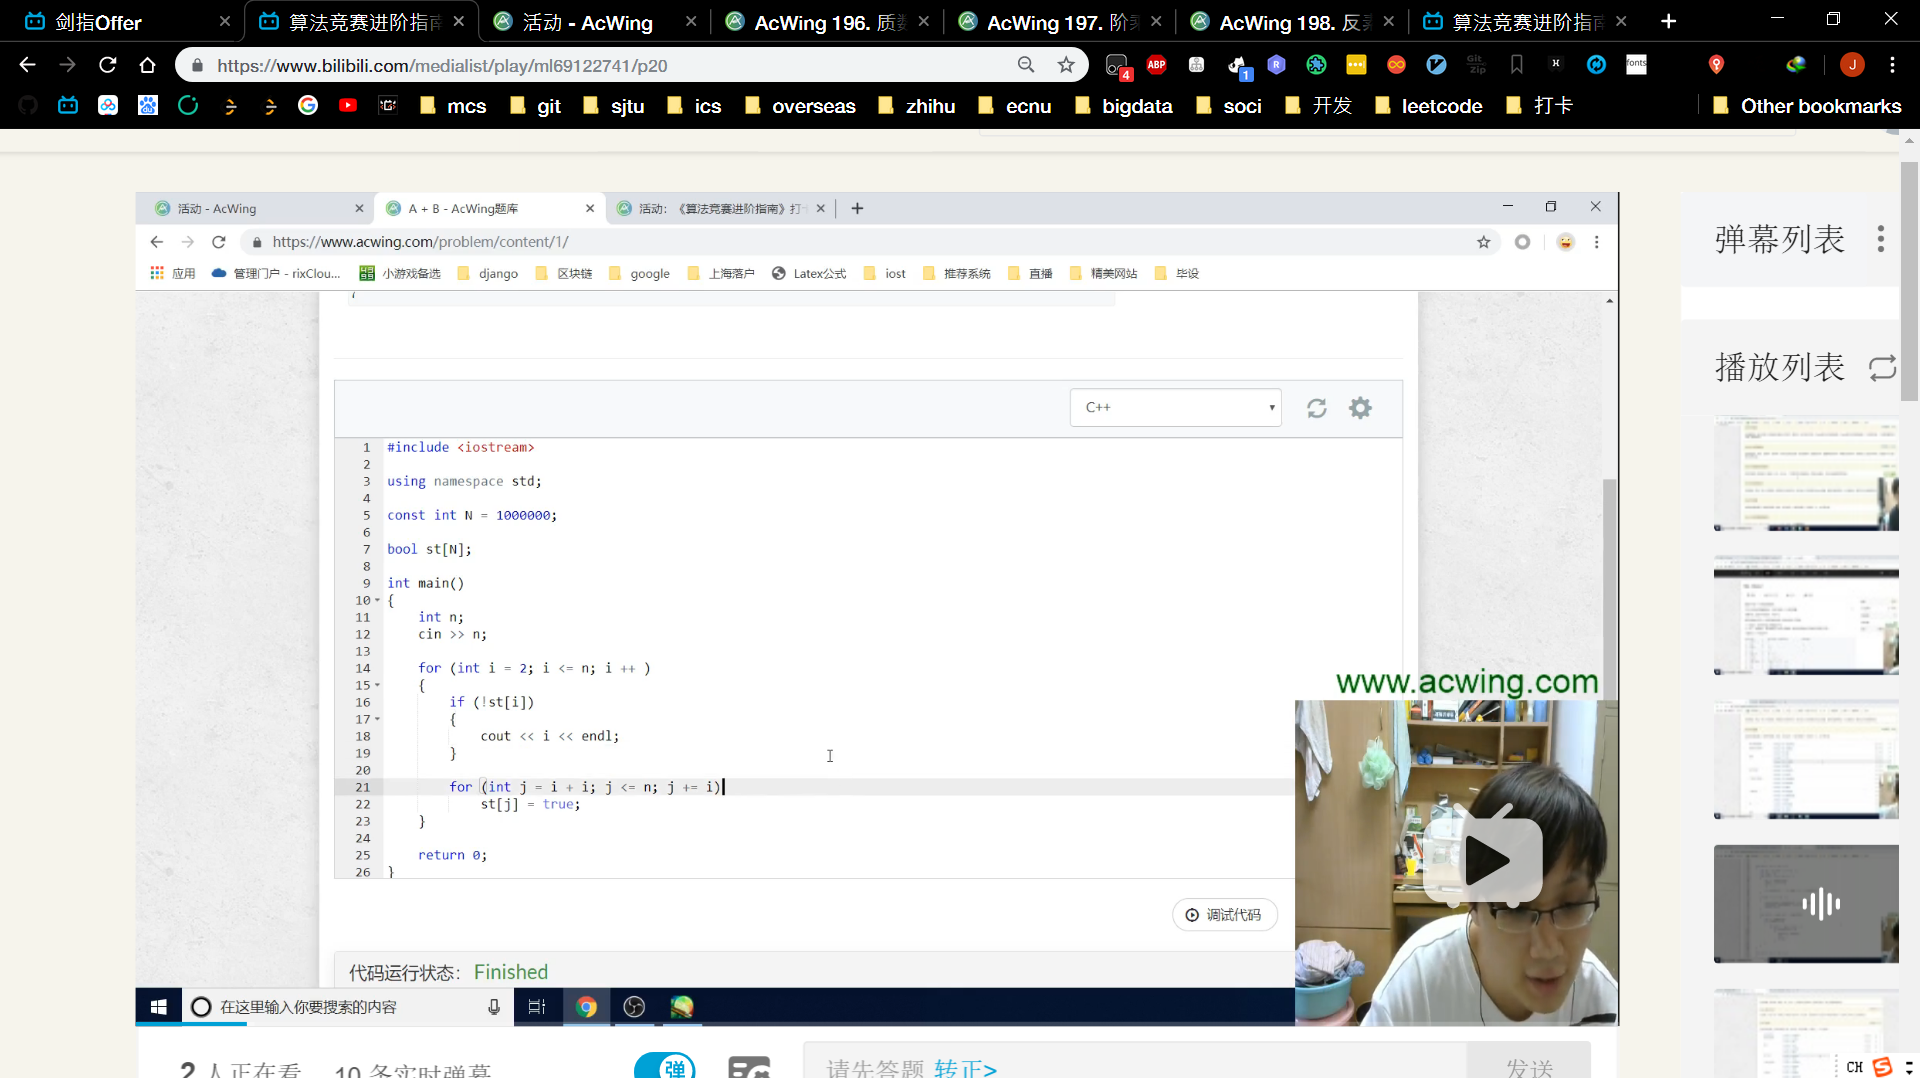 剑指Offer
算法竞赛进阶指南
活动 - AcWing
AcWing 196. 质数
AcWing 197. 阶乘
AcWing 198. 反素
算法竞赛进阶指南
https://www.bilibili.com/medialist/play/ml69122741/p20
4
ABP
1
Git Zip
fonts
J
mcs
git
sjtu
ics
overseas
zhihu
ecnu
bigdata
soci
开发
leetcode
打卡
Other bookmarks
活动 - AcWing
A + B - AcWing题库
活动：《算法竞赛进阶指南》打卡
https://www.acwing.com/problem/content/1/
应用
管理门户 - rixClou...
小游戏备选
django
区块链
google
上海落户
Latex公式
iost
推荐系统
直播
精美网站
毕设
弹幕列表
播放列表
C++
1 #include <iostream>
2
3 using namespace std;
4
5 const int N = 1000000;
6
7 bool st[N];
8
9 int main()
10 {
11 int n;
12 cin >> n;
13
14 for (int i = 2; i <= n; i ++ )
15 {
16 if (!st[i])
17 {
18 cout << i << endl;
19 }
20
21 for (int j = i + i; j <= n; j += i)
22 st[j] = true;
23 }
24
25 return 0;
26 }
www.acwing.com
调试代码
代码运行状态： Finished
在这里输入你要搜索的内容
2 人正在看
10 条实时弹幕
弹
请先答题 转正>
发送
CH